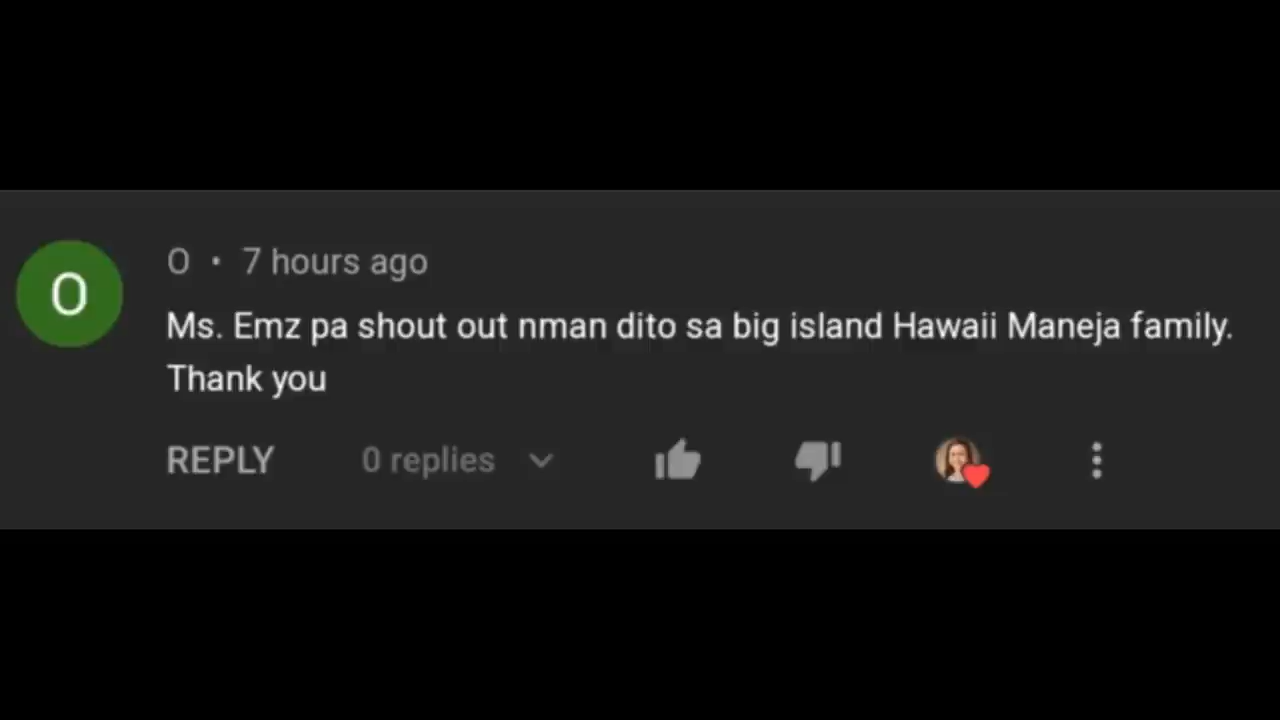 O
O • 7 hours ago
Ms. Emz pa shout out nman dito sa big island Hawaii Maneja family.
Thank you
REPLY 0 replies